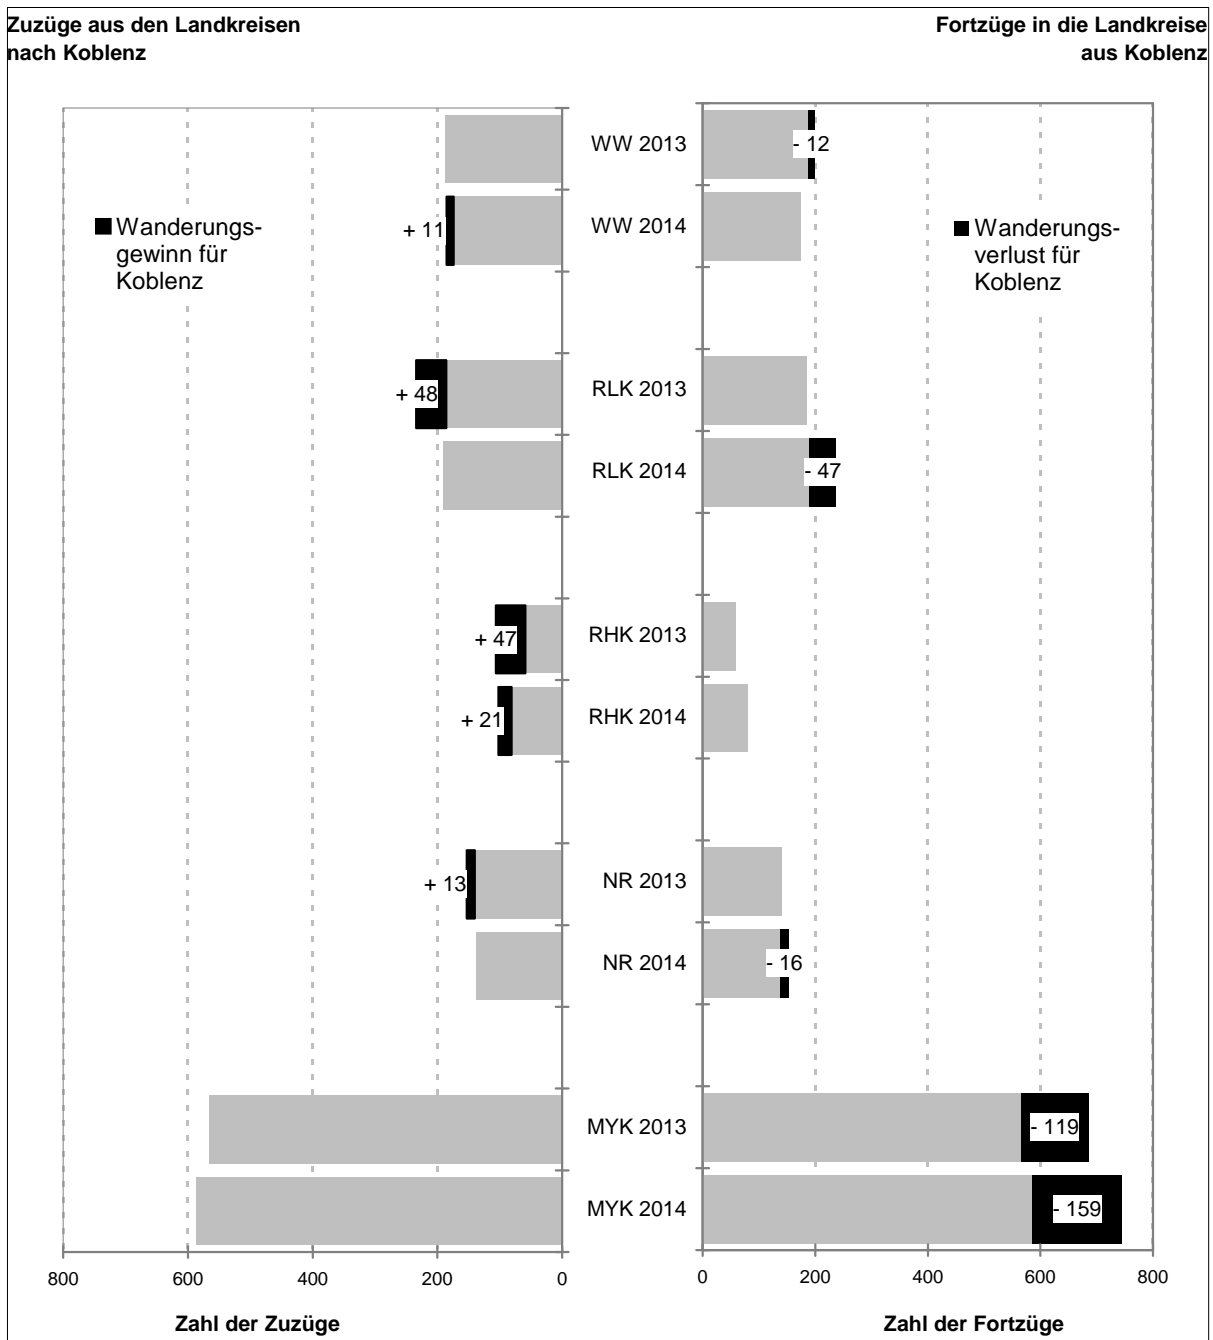 Zuzüge aus den Landkreisen
nach Koblenz
Fortzüge in die Landkreise
aus Koblenz
WW 2013
- 12
Wanderungs-
gewinn für
Koblenz
+ 11
WW 2014
Wanderungs-
verlust für
Koblenz
+ 48
RLK 2013
RLK 2014
- 47
+ 47
RHK 2013
+ 21
RHK 2014
+ 13
NR 2013
NR 2014
- 16
MYK 2013
- 119
MYK 2014
- 159
800 600 400 200 0
0 200 400 600 800
Zahl der Zuzüge
Zahl der Fortzüge